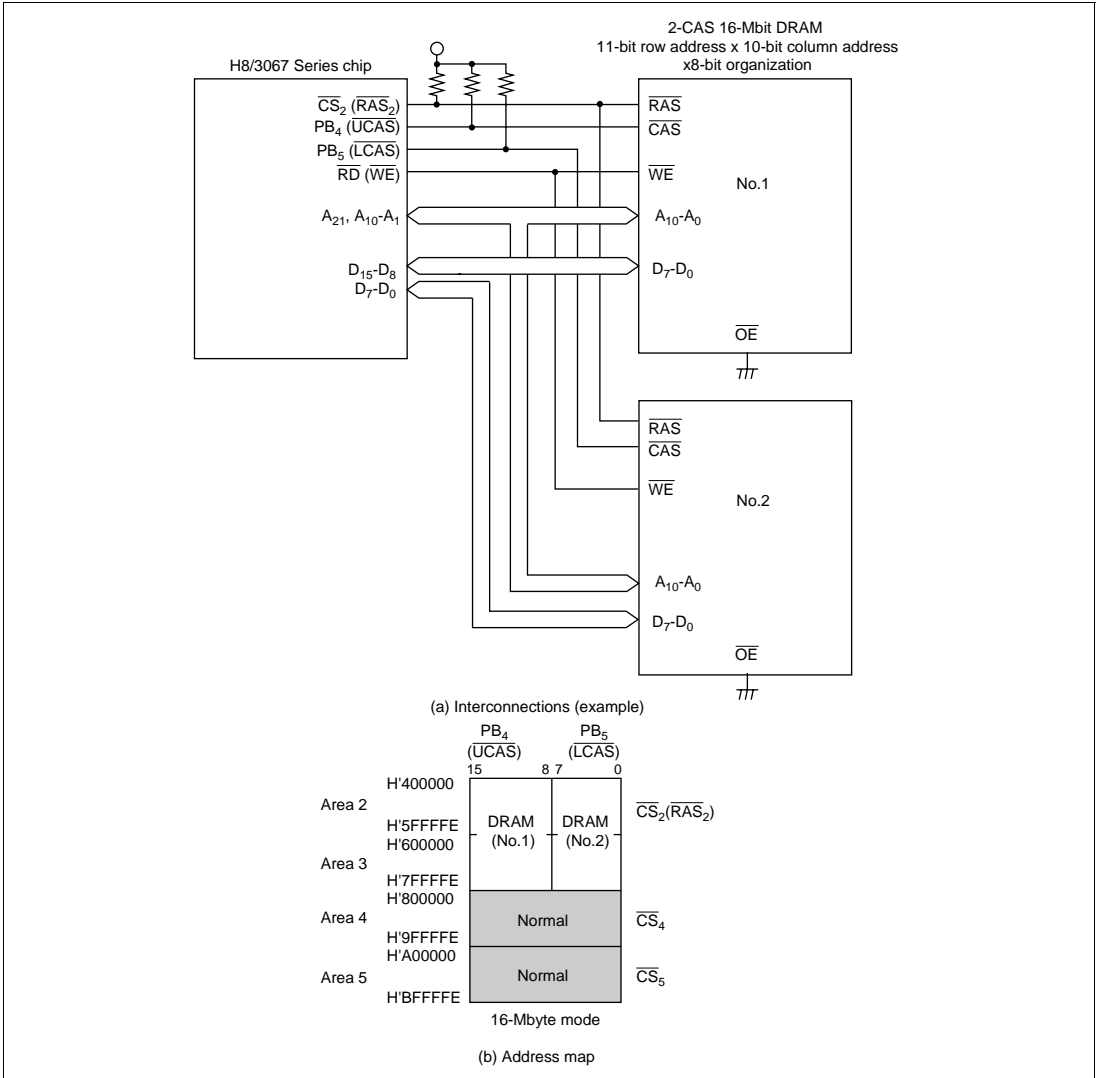 2-CAS 16-Mbit DRAM
11-bit row address x 10-bit column address
x8-bit organization
H8/3067 Series chip
CS2 (RAS2)
PB4 (UCAS)
PB5 (LCAS)
RD (WE)
A21, A10-A1
D15-D8
D7-D0
RAS
CAS
WE
No.1
A10-A0
D7-D0
OE
RAS
CAS
WE
No.2
A10-A0
D7-D0
OE
(a) Interconnections (example)
PB4 (UCAS)
PB5 (LCAS)
15 8 7 0
Area 2
H'400000
H'5FFFFE
Area 3
H'600000
H'7FFFFE
Area 4
H'800000
H'9FFFFE
Area 5
H'A00000
H'BFFFFE
DRAM
(No.1)
DRAM
(No.2)
CS2(RAS2)
Normal
CS4
Normal
CS5
16-Mbyte mode
(b) Address map